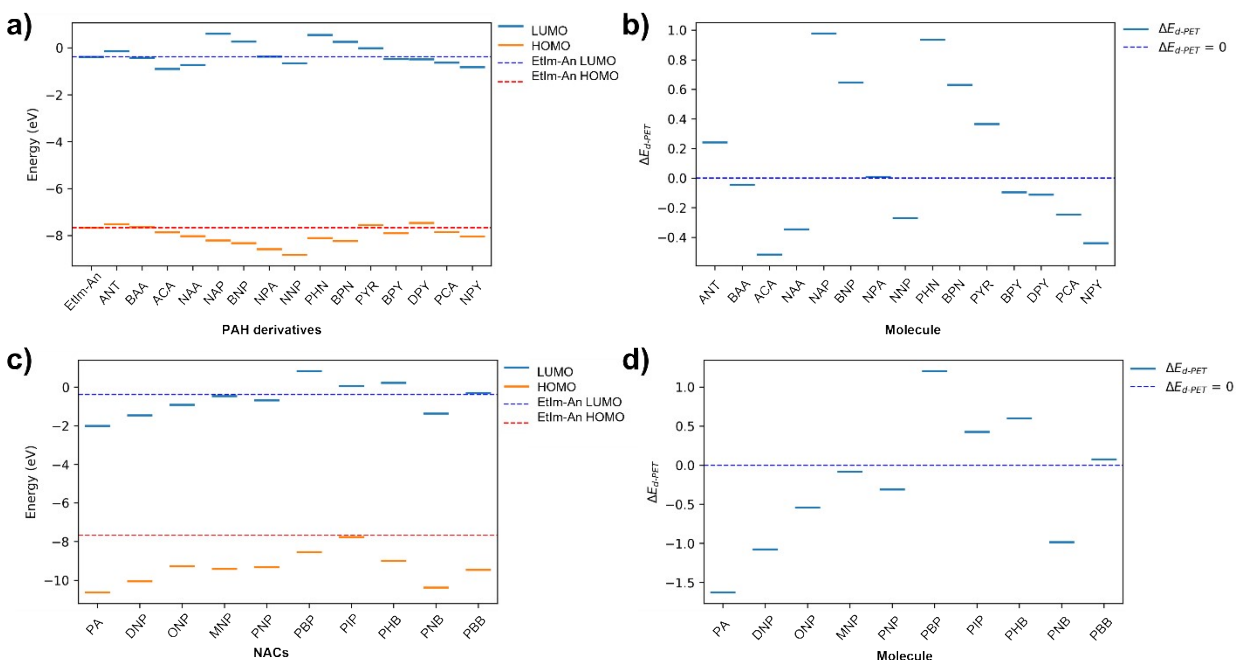 a)
LUMO
HOMO
EtIm-An LUMO
EtIm-An HOMO
Energy (eV)
0
−2
−4
−6
−8
EtIm-An
ANT
BAA
ACA
NAA
NAP
BNP
NPA
NNP
PHN
BPN
PYR
BPY
DPY
PCA
NPY
PAH derivatives
b)
ΔE_d-PET
ΔE_d-PET = 0
ΔE_d-PET
1.0
0.8
0.6
0.4
0.2
0.0
−0.2
−0.4
ANT
BAA
ACA
NAA
NAP
BNP
NPA
NNP
PHN
BPN
PYR
BPY
DPY
PCA
NPY
Molecule
c)
LUMO
HOMO
EtIm-An LUMO
EtIm-An HOMO
Energy (eV)
0
−2
−4
−6
−8
−10
PA
DNP
ONP
MNP
PNP
PBP
PIP
PHB
PNB
PBB
NACs
d)
ΔE_d-PET
ΔE_d-PET = 0
ΔE_d-PET
1.0
0.5
0.0
−0.5
−1.0
−1.5
PA
DNP
ONP
MNP
PNP
PBP
PIP
PHB
PNB
PBB
Molecule